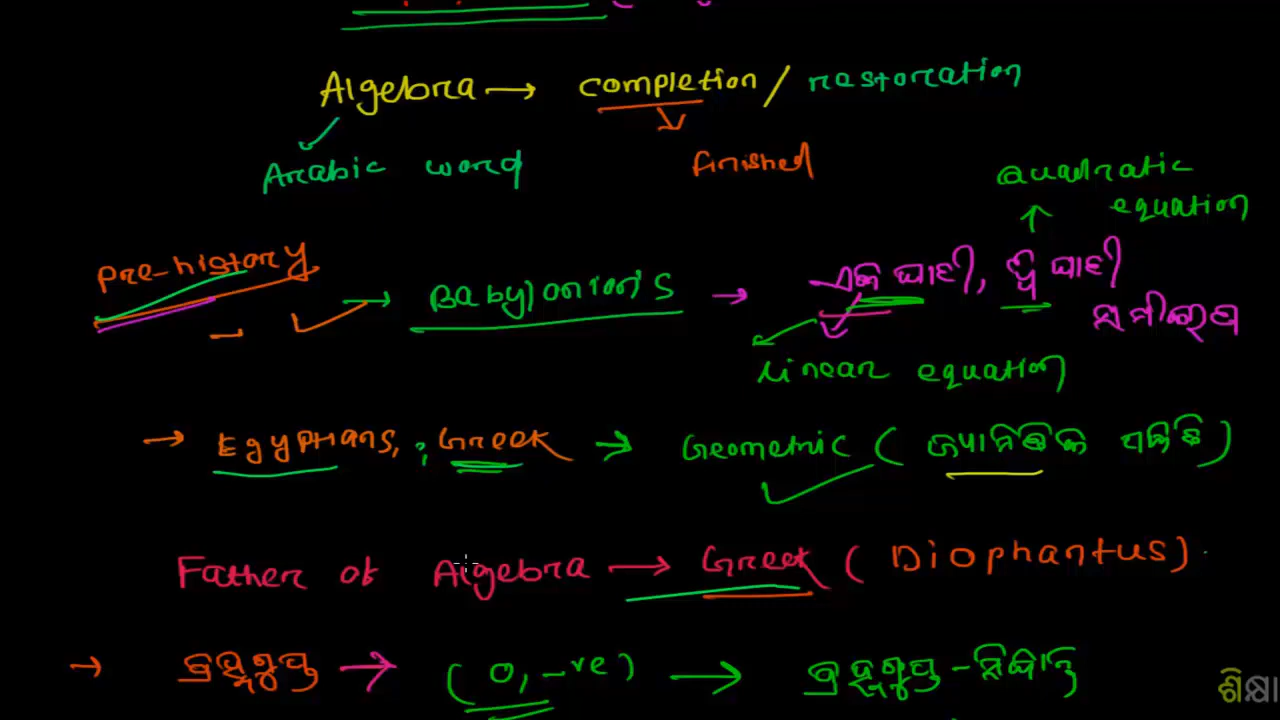 Algebra → completion / restoration
Arabic word finished
Quadratic
equation
Pre-history → Babylonion's → ଏକ ଘାତୀ, ଦ୍ୱି ଘାତୀ
ସମୀକରଣ
linear equation
→ Egyptians, ; Greek → Geometric (ଜ୍ୟାମିତିକ ପଦ୍ଧତି)
Father of Algebra → Greek (Diophantus)
→ ବ୍ରହ୍ମଗୁପ୍ତ → (0, -ve) → ବ୍ରହ୍ମଗୁପ୍ତ - ସିଦ୍ଧାନ୍ତ
ଶିକ୍ଷା